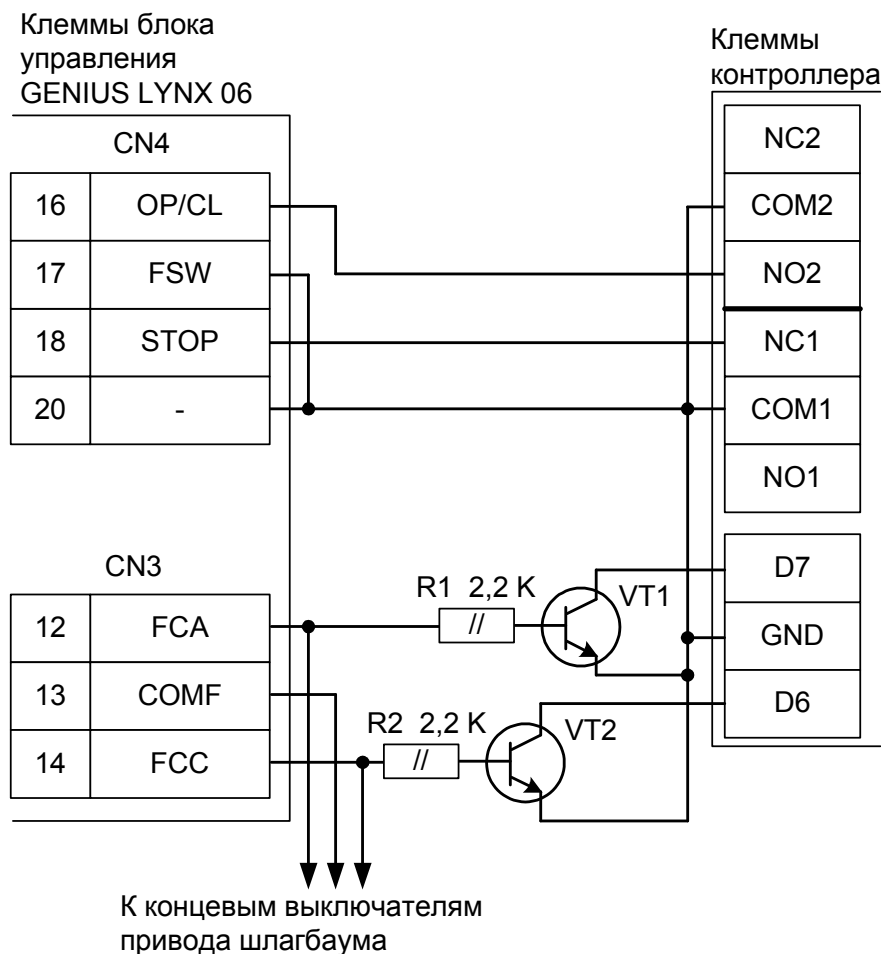 Клеммы блока
управления
GENIUS LYNX 06
Клеммы
контроллера
CN4
16 OP/CL
17 FSW
18 STOP
20 -
NC2
COM2
NO2
NC1
COM1
NO1
D7
GND
D6
CN3
12 FCA
13 COMF
14 FCC
R1 2,2 K
//
VT1
R2 2,2 K
//
VT2
К концевым выключателям
привода шлагбаума